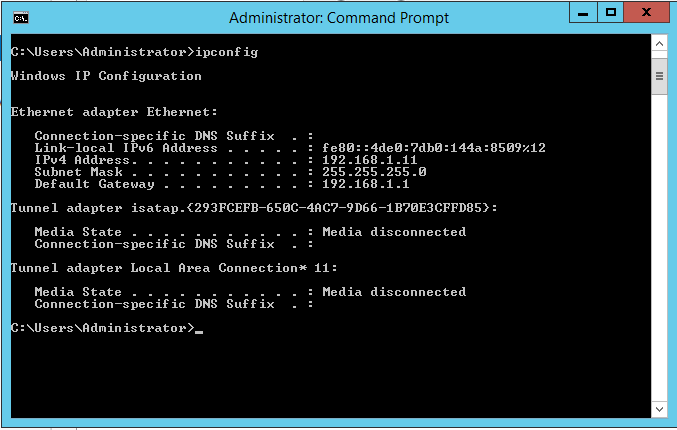 Administrator: Command Prompt
C:\Users\Administrator>ipconfig
Windows IP Configuration
Ethernet adapter Ethernet:
Connection-specific DNS Suffix  . :
Link-local IPv6 Address . . . . . : fe80::4de0:7db0:144a:8509%12
IPv4 Address. . . . . . . . . . . : 192.168.1.11
Subnet Mask . . . . . . . . . . . : 255.255.255.0
Default Gateway . . . . . . . . . : 192.168.1.1
Tunnel adapter isatap.{293FCEFB-650C-4AC7-9D66-1B70E3CFFD85}:
Media State . . . . . . . . . . . : Media disconnected
Connection-specific DNS Suffix  . :
Tunnel adapter Local Area Connection* 11:
Media State . . . . . . . . . . . : Media disconnected
Connection-specific DNS Suffix  . :
C:\Users\Administrator>_